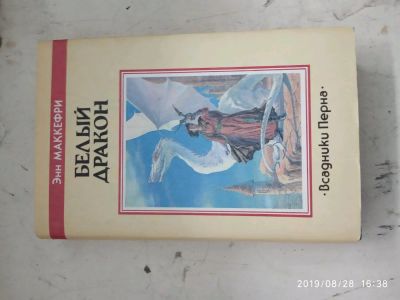 Энн МАККЕФРИ
БЕЛЫЙ
ДРАКОН
·Всадники Перна·
2019/08/28 16:38